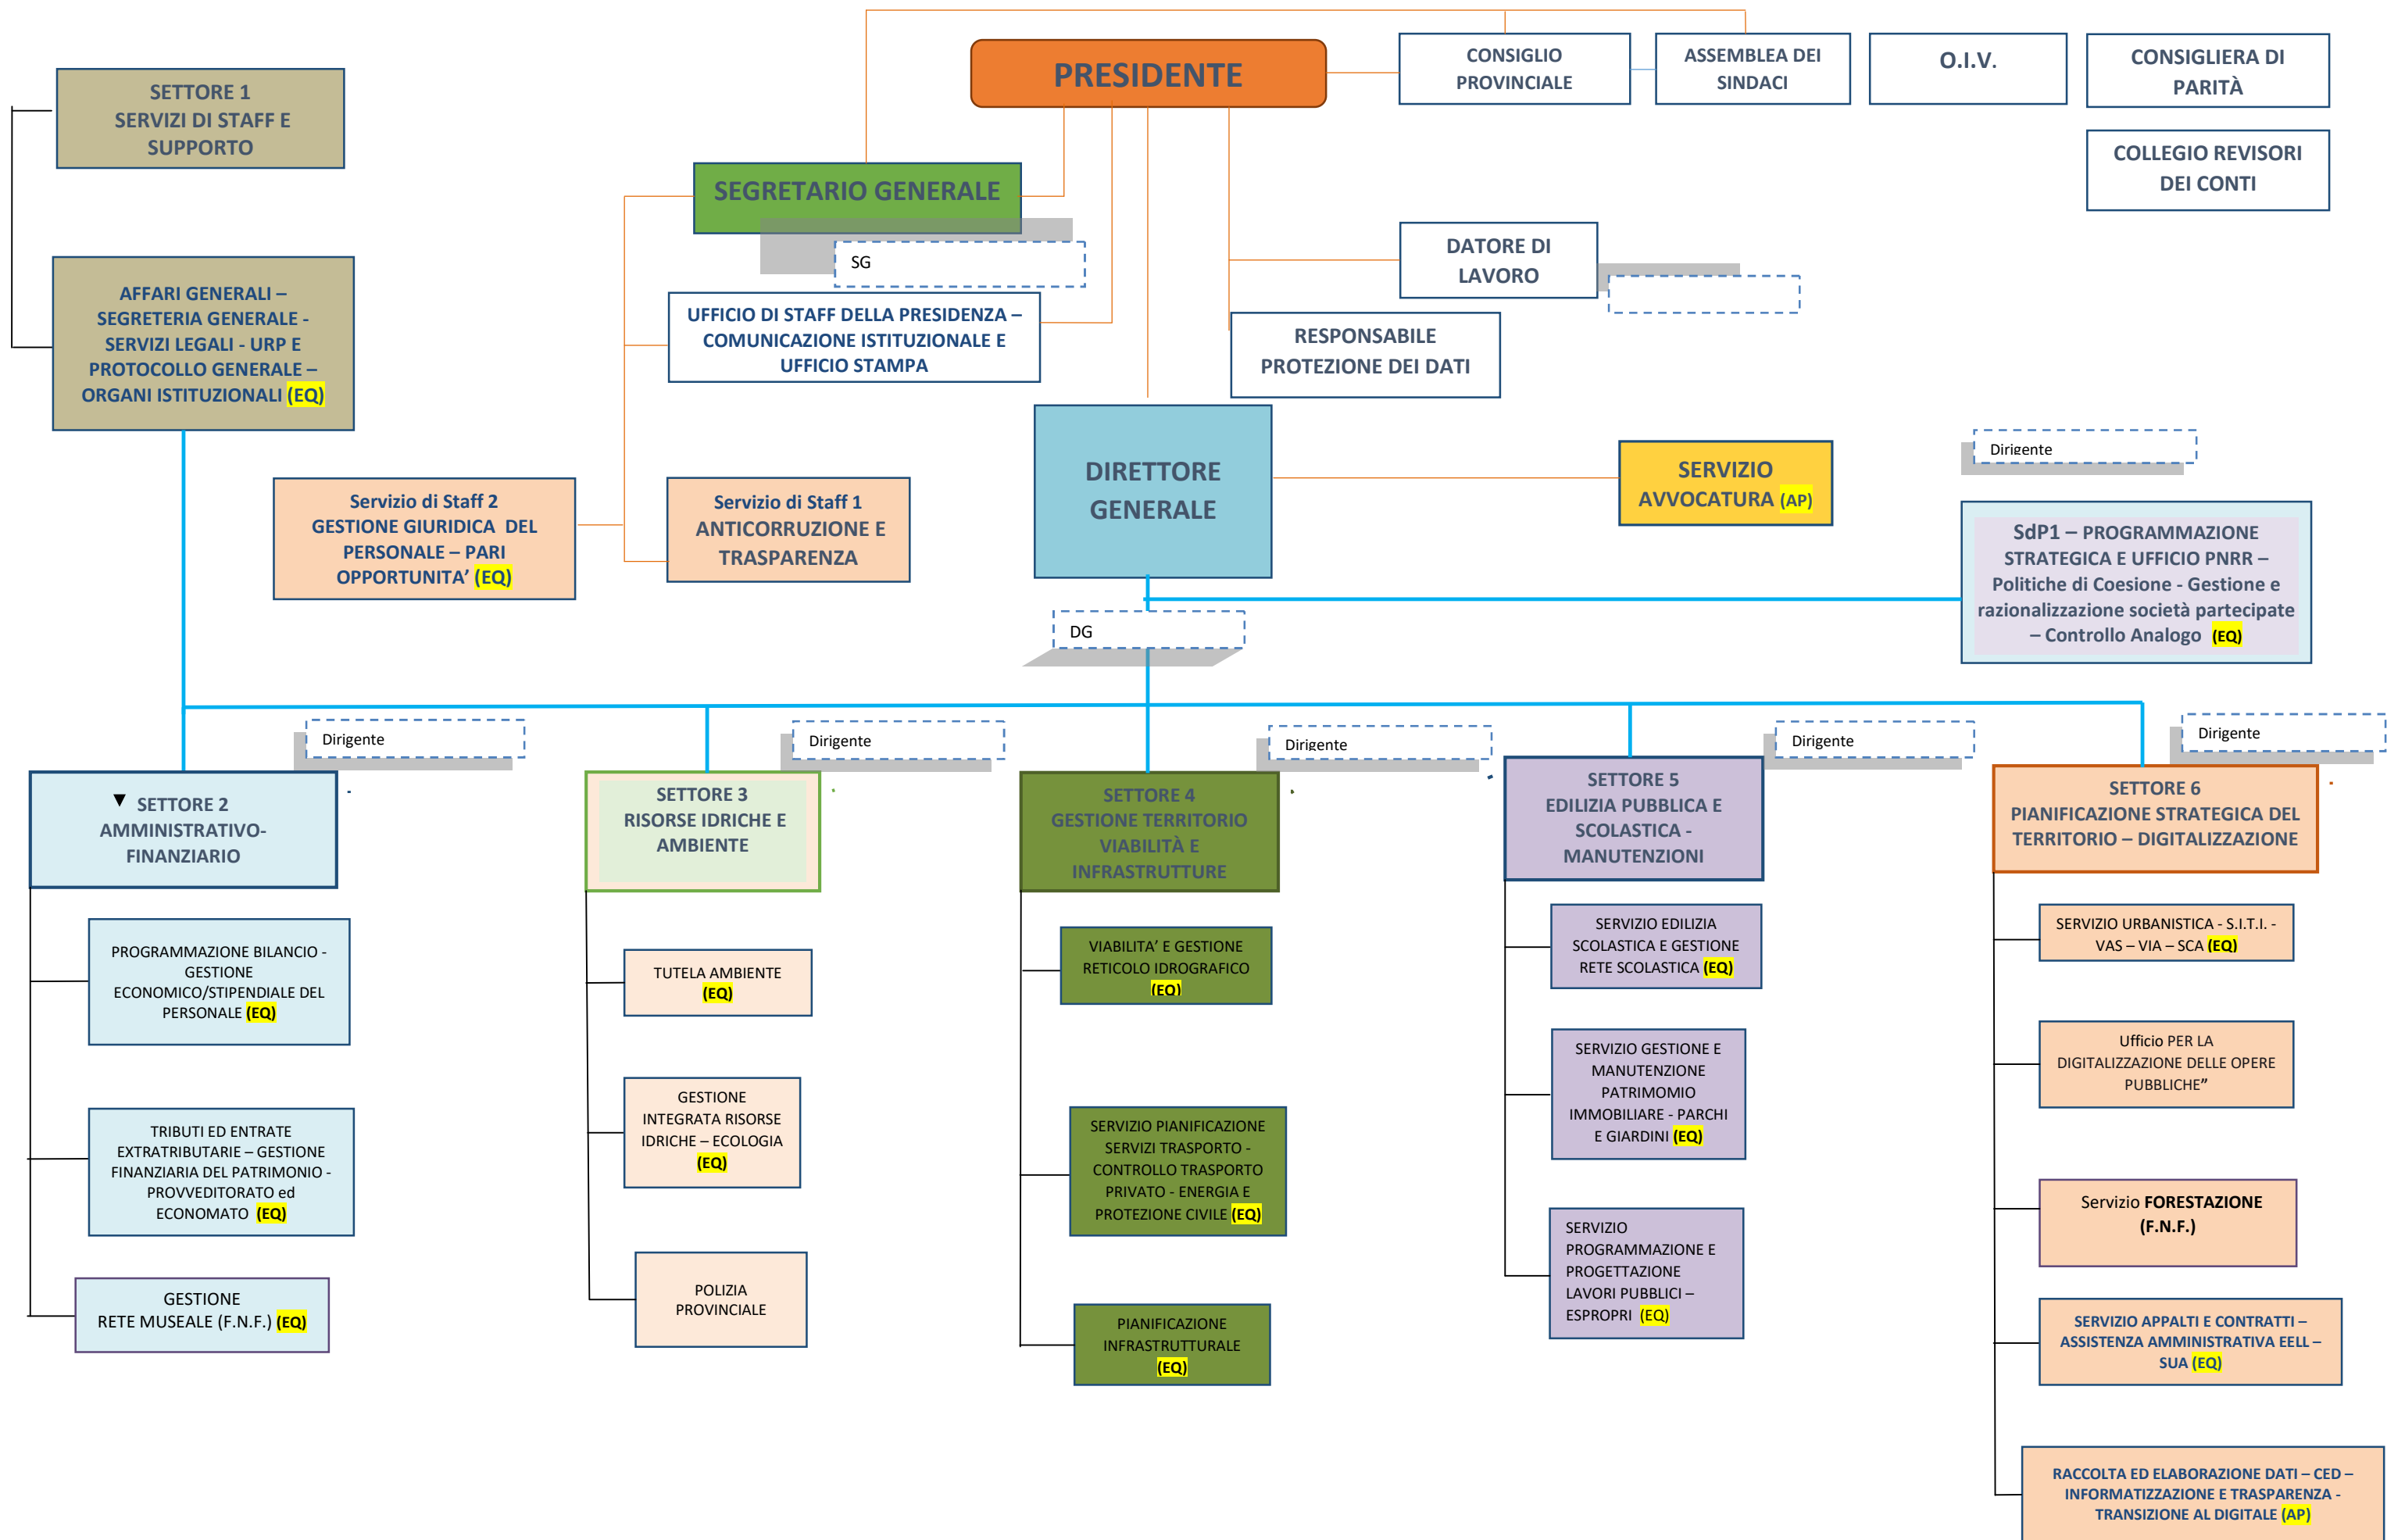 PRESIDENTE
CONSIGLIO
PROVINCIALE
ASSEMBLEA DEI
SINDACI
O.I.V.
CONSIGLIERA DI
PARITÀ
COLLEGIO REVISORI
DEI CONTI
SETTORE 1
SERVIZI DI STAFF E
SUPPORTO
SEGRETARIO GENERALE
SG
DATORE DI
LAVORO
AFFARI GENERALI –
SEGRETERIA GENERALE -
SERVIZI LEGALI - URP E
PROTOCOLLO GENERALE –
ORGANI ISTITUZIONALI (EQ)
UFFICIO DI STAFF DELLA PRESIDENZA –
COMUNICAZIONE ISTITUZIONALE E
UFFICIO STAMPA
RESPONSABILE
PROTEZIONE DEI DATI
DIRETTORE
GENERALE
SERVIZIO
AVVOCATURA (AP)
Dirigente
Servizio di Staff 2
GESTIONE GIURIDICA DEL
PERSONALE – PARI
OPPORTUNITA’ (EQ)
Servizio di Staff 1
ANTICORRUZIONE E
TRASPARENZA
SdP1 – PROGRAMMAZIONE
STRATEGICA E UFFICIO PNRR –
Politiche di Coesione - Gestione e
razionalizzazione società partecipate
– Controllo Analogo (EQ)
DG
Dirigente
Dirigente
Dirigente
Dirigente
Dirigente
▼ SETTORE 2
AMMINISTRATIVO-
FINANZIARIO
PROGRAMMAZIONE BILANCIO -
GESTIONE
ECONOMICO/STIPENDIALE DEL
PERSONALE (EQ)
TRIBUTI ED ENTRATE
EXTRATRIBUTARIE – GESTIONE
FINANZIARIA DEL PATRIMONIO -
PROVVEDITORATO ed
ECONOMATO (EQ)
GESTIONE
RETE MUSEALE (F.N.F.) (EQ)
SETTORE 3
RISORSE IDRICHE E
AMBIENTE
TUTELA AMBIENTE
(EQ)
GESTIONE
INTEGRATA RISORSE
IDRICHE – ECOLOGIA
(EQ)
POLIZIA
PROVINCIALE
SETTORE 4
GESTIONE TERRITORIO
VIABILITÀ E
INFRASTRUTTURE
VIABILITA’ E GESTIONE
RETICOLO IDROGRAFICO
(EQ)
SERVIZIO PIANIFICAZIONE
SERVIZI TRASPORTO -
CONTROLLO TRASPORTO
PRIVATO - ENERGIA E
PROTEZIONE CIVILE (EQ)
PIANIFICAZIONE
INFRASTRUTTURALE
(EQ)
SETTORE 5
EDILIZIA PUBBLICA E
SCOLASTICA -
MANUTENZIONI
SERVIZIO EDILIZIA
SCOLASTICA E GESTIONE
RETE SCOLASTICA (EQ)
SERVIZIO GESTIONE E
MANUTENZIONE
PATRIMOMIO
IMMOBILIARE - PARCHI
E GIARDINI (EQ)
SERVIZIO
PROGRAMMAZIONE E
PROGETTAZIONE
LAVORI PUBBLICI –
ESPROPRI (EQ)
SETTORE 6
PIANIFICAZIONE STRATEGICA DEL
TERRITORIO – DIGITALIZZAZIONE
SERVIZIO URBANISTICA - S.I.T.I. -
VAS – VIA – SCA (EQ)
Ufficio PER LA
DIGITALIZZAZIONE DELLE OPERE
PUBBLICHE”
Servizio FORESTAZIONE
(F.N.F.)
SERVIZIO APPALTI E CONTRATTI –
ASSISTENZA AMMINISTRATIVA EELL –
SUA (EQ)
RACCOLTA ED ELABORAZIONE DATI – CED –
INFORMATIZZAZIONE E TRASPARENZA -
TRANSIZIONE AL DIGITALE (AP)